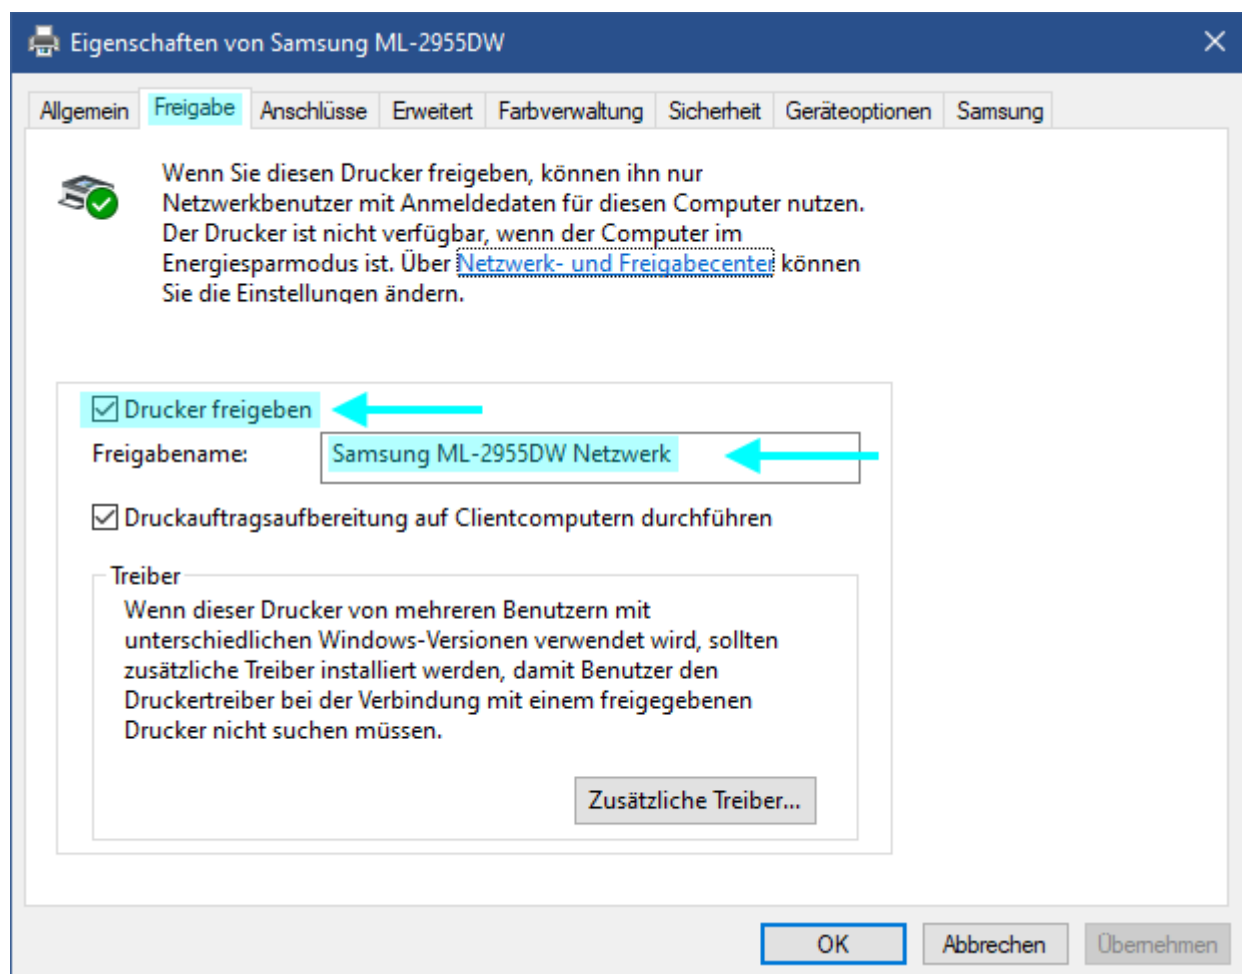 Eigenschaften von Samsung ML-2955DW
Allgemein Freigabe Anschlüsse Erweitert Farbverwaltung Sicherheit Geräteoptionen Samsung
Wenn Sie diesen Drucker freigeben, können ihn nur
Netzwerkbenutzer mit Anmeldedaten für diesen Computer nutzen.
Der Drucker ist nicht verfügbar, wenn der Computer im
Energiesparmodus ist. Über Netzwerk- und Freigabecenter können
Sie die Einstellungen ändern.
Drucker freigeben
Freigabename: Samsung ML-2955DW Netzwerk
Druckauftragsaufbereitung auf Clientcomputern durchführen
Treiber
Wenn dieser Drucker von mehreren Benutzern mit
unterschiedlichen Windows-Versionen verwendet wird, sollten
zusätzliche Treiber installiert werden, damit Benutzer den
Druckertreiber bei der Verbindung mit einem freigegebenen
Drucker nicht suchen müssen.
Zusätzliche Treiber...
OK Abbrechen Übernehmen